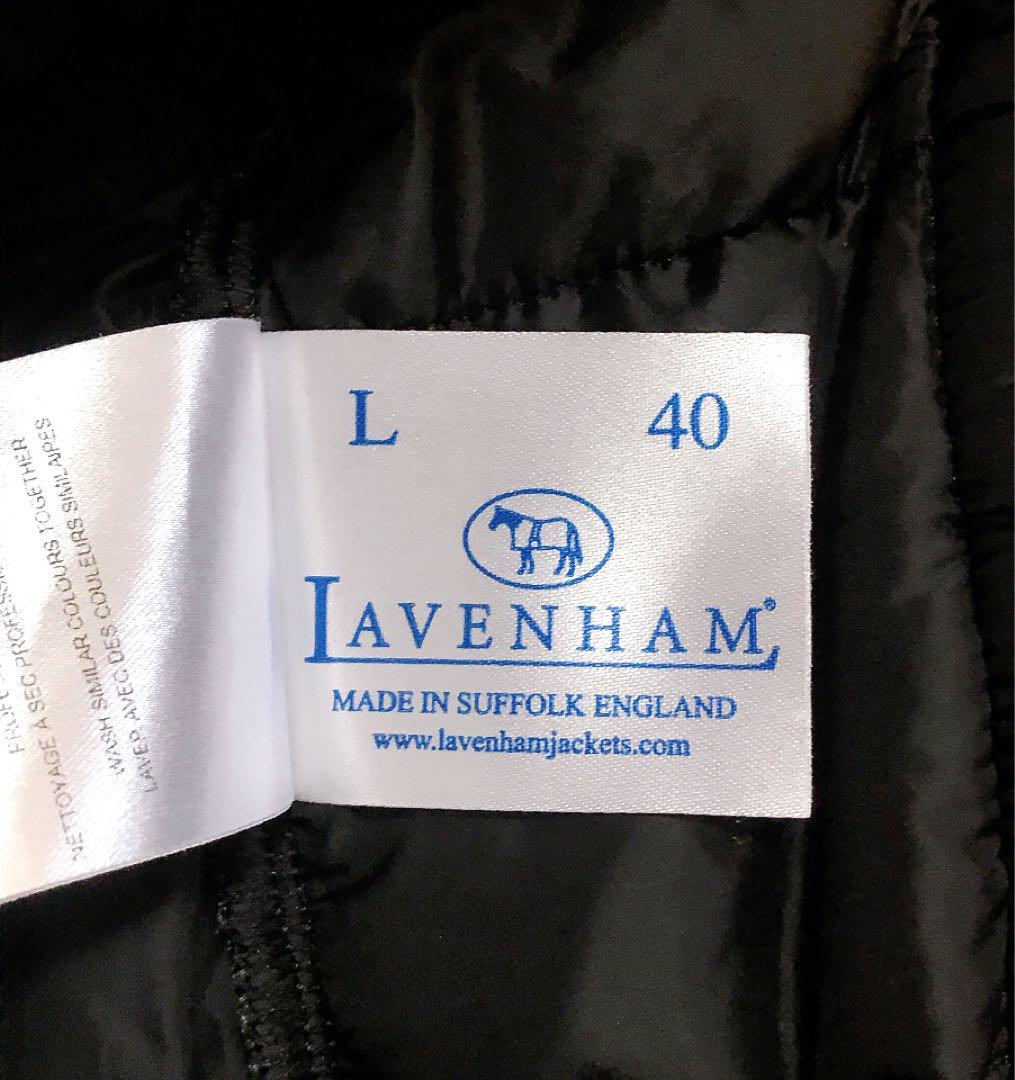 L 40
LAVENHAM
MADE IN SUFFOLK ENGLAND
www.lavenhamjackets.com
NETTOYAGE A SEC
WASH SIMILAR COLOURS TOGETHER
LAVER AVEC DES COULEURS SIMILAIRES